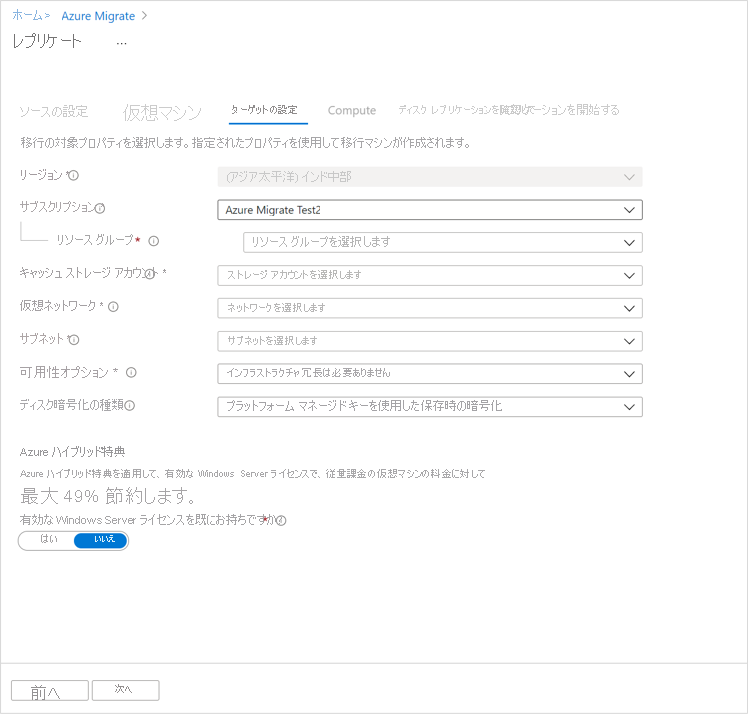 ホーム > Azure Migrate >
レプリケート ...
ソースの設定 仮想マシン ターゲットの設定 Compute ディスク レプリケーションを確認して レプリケーションを開始する
移行の対象プロパティを選択します。指定されたプロパティを使用して移行マシンが作成されます。
リージョン * (アジア太平洋) インド中部
サブスクリプション Azure Migrate Test2
リソース グループ * リソース グループを選択します
キャッシュ ストレージ アカウント * ストレージ アカウントを選択します
仮想ネットワーク * ネットワークを選択します
サブネット * サブネットを選択します
可用性オプション * インフラストラクチャ冗長は必要ありません
ディスク暗号化の種類 プラットフォーム マネージド キーを使用した保存時の暗号化
Azure ハイブリッド特典
Azure ハイブリッド特典を適用して、有効な Windows Server ライセンスで、従量課金の仮想マシンの料金に対して
最大 49% 節約します。
有効な Windows Server ライセンスを既にお持ちですか *
はい いいえ
前へ 次へ